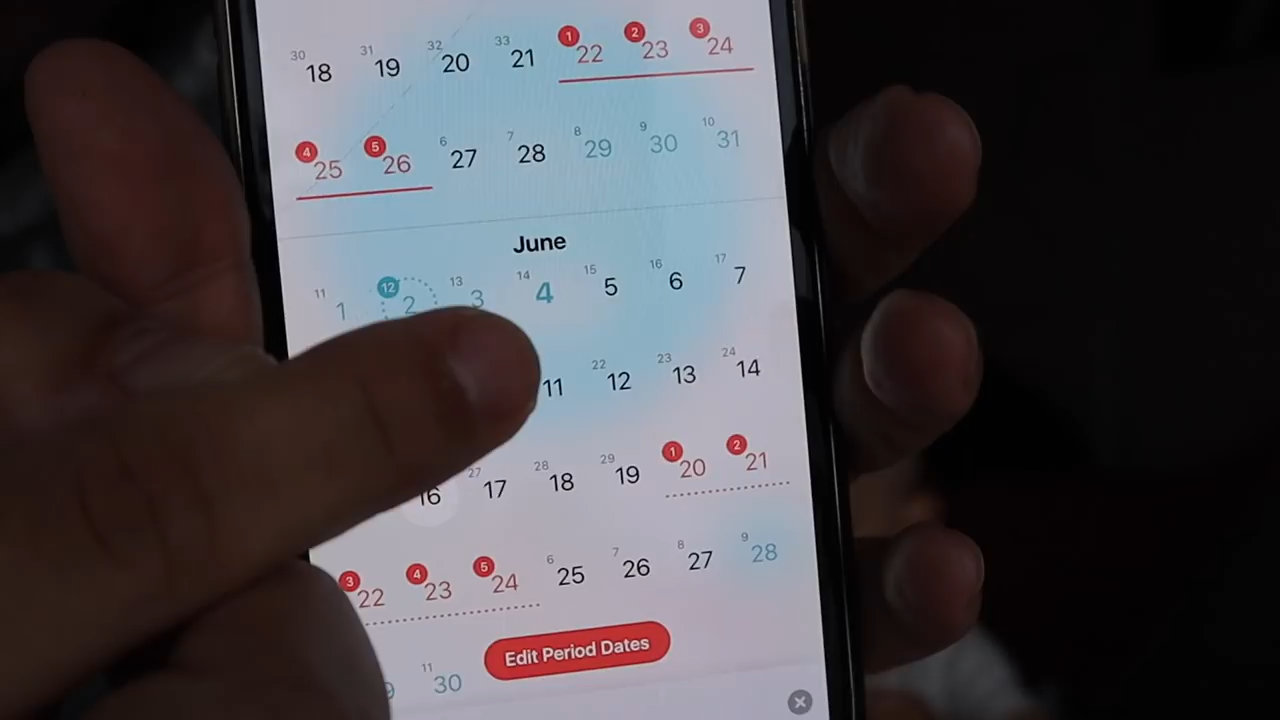 30 18 31 19 32 20 33 21 1 22 2 23 3 24
4 25 5 26 6 27 7 28 8 29 9 30 10 31
June
11 1 12 2 13 3 14 4 15 5 16 6 17 7
11 22 12 23 13 24 14
16 27 17 28 18 29 19 1 20 2 21
3 22 4 23 5 24 6 25 7 26 8 27 9 28
11 30
Edit Period Dates